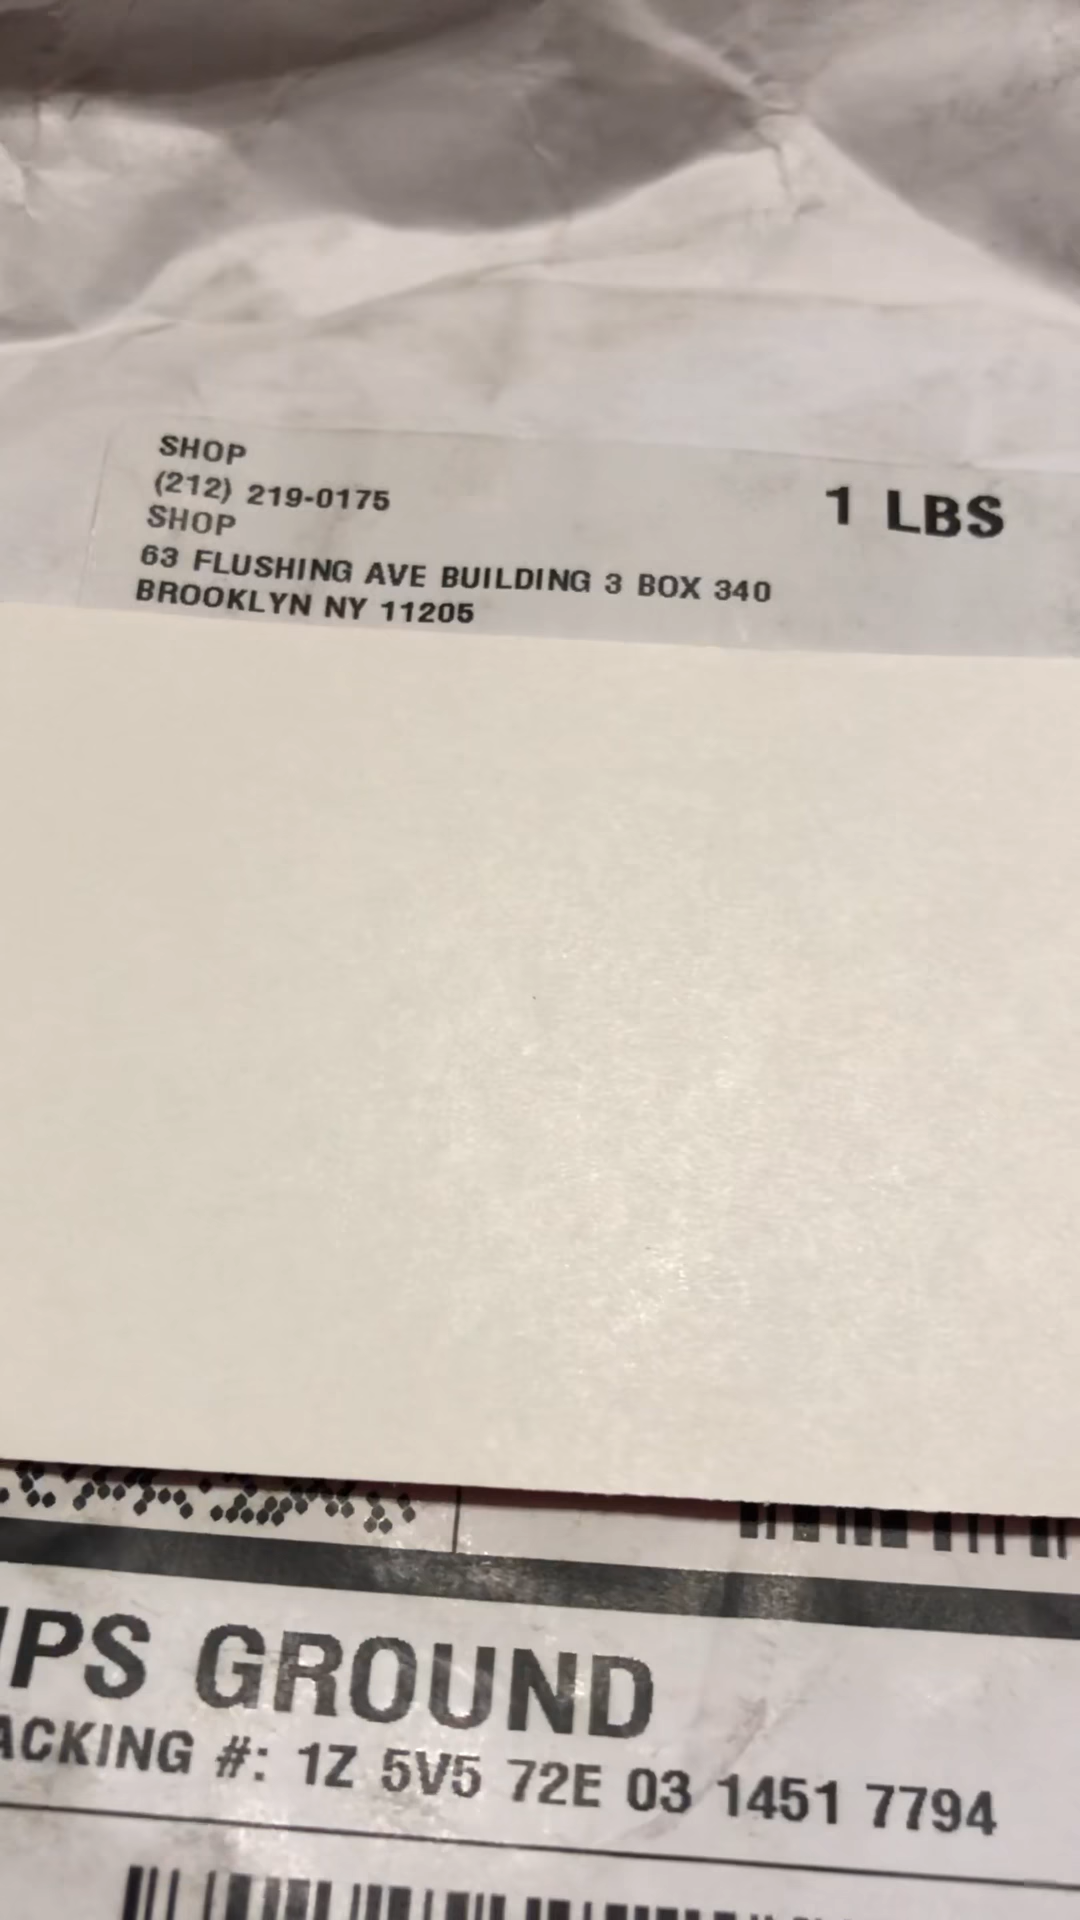 SHOP
(212) 219-0175
SHOP
63 FLUSHING AVE BUILDING 3 BOX 340
BROOKLYN NY 11205
1 LBS
UPS GROUND
ACKING #: 1Z 5V5 72E 03 1451 7794